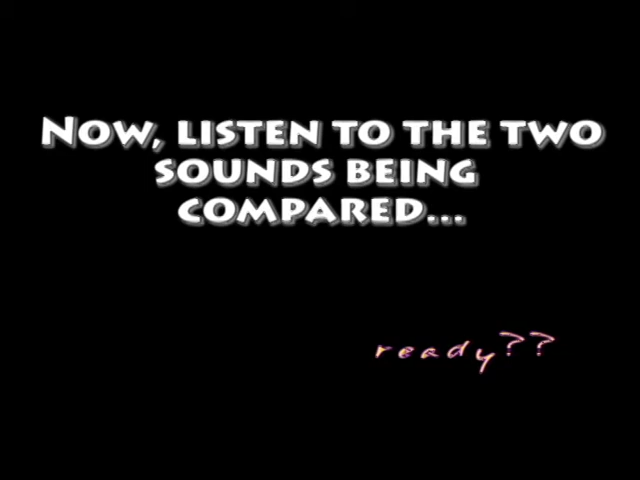 Now, listen to the two
sounds being
compared...
ready??